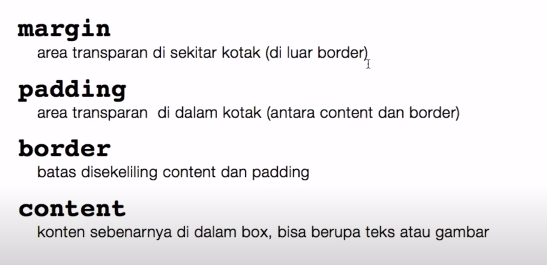 margin
area transparan di sekitar kotak (di luar border)
padding
area transparan di dalam kotak (antara content dan border)
border
batas disekeliling content dan padding
content
konten sebenarnya di dalam box, bisa berupa teks atau gambar